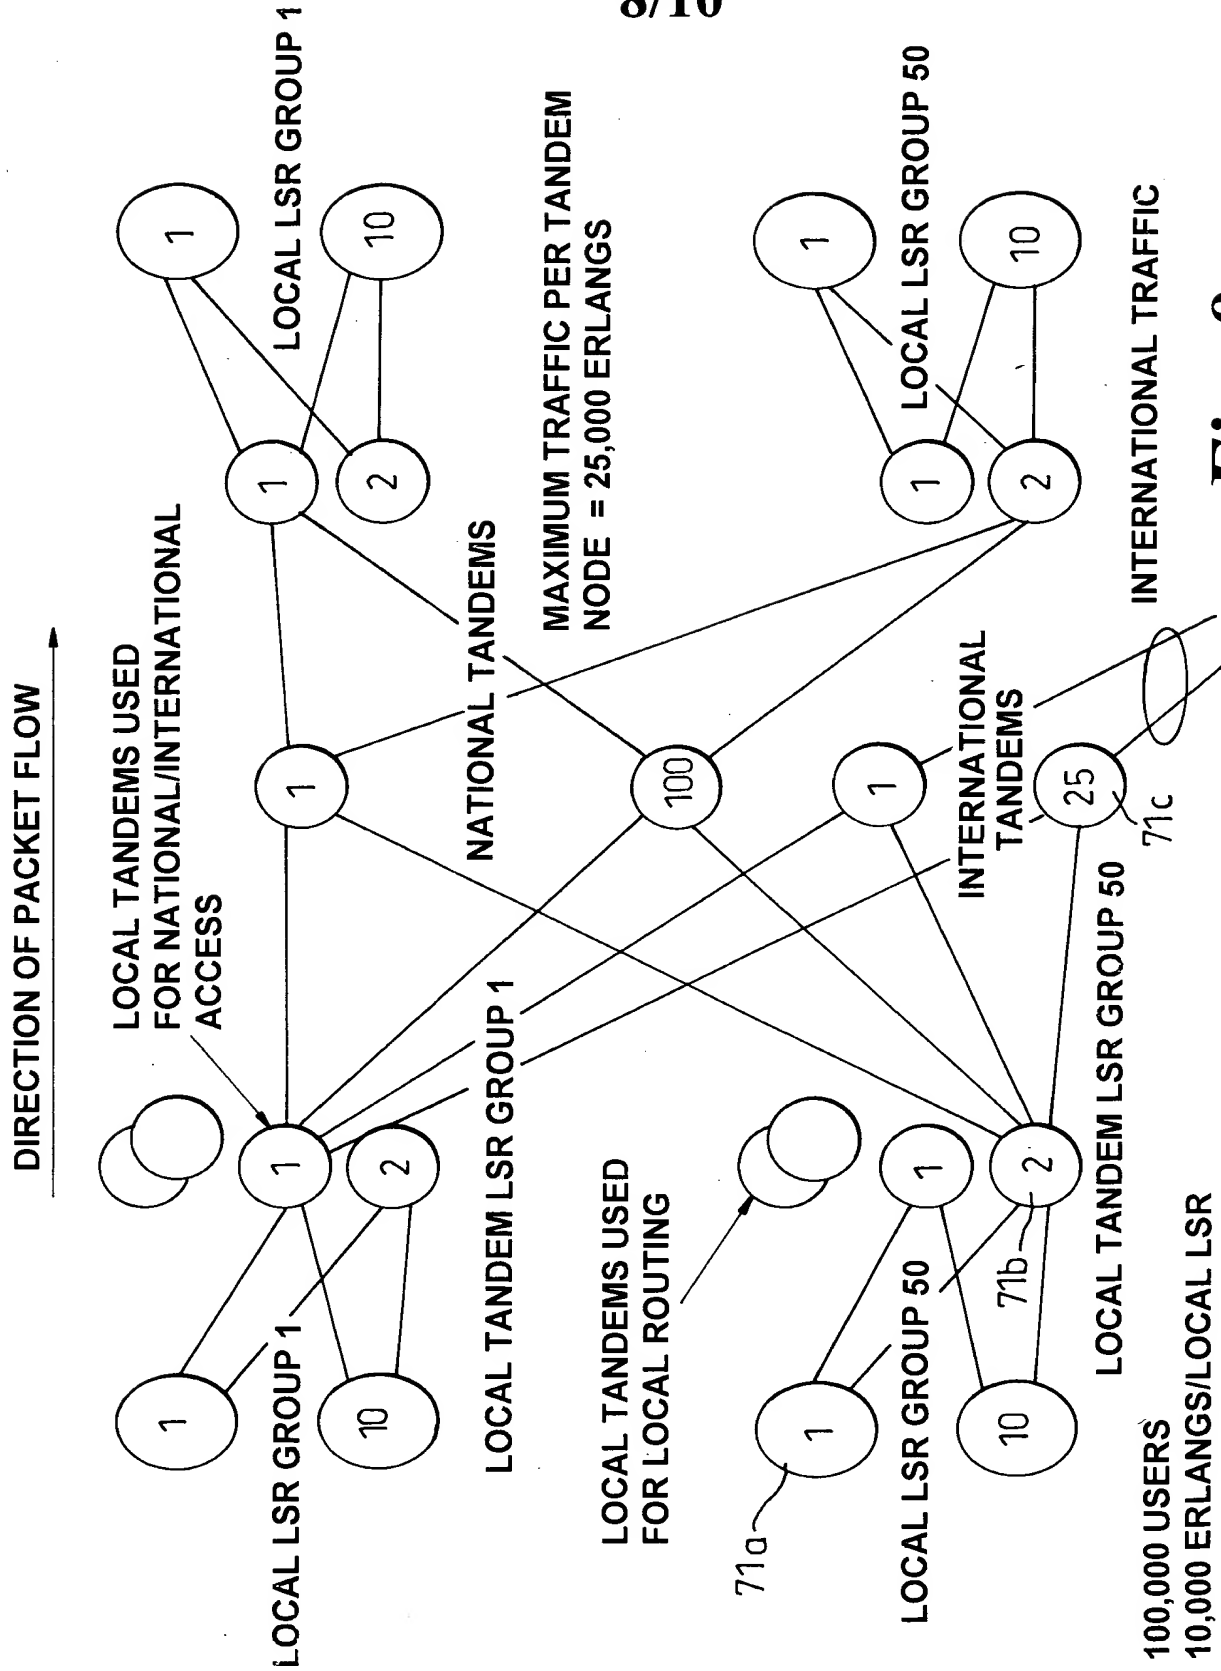 8/10
DIRECTION OF PACKET FLOW
LOCAL TANDEMS USED
FOR NATIONAL/INTERNATIONAL
ACCESS
1
10
LOCAL LSR GROUP 1
1
2
LOCAL TANDEM LSR GROUP 1
1
NATIONAL TANDEMS
100
1
2
1
10
LOCAL LSR GROUP 1
MAXIMUM TRAFFIC PER TANDEM
NODE = 25,000 ERLANGS
LOCAL TANDEMS USED
FOR LOCAL ROUTING
71a
1
10
LOCAL LSR GROUP 50
1
2
71b
LOCAL TANDEM LSR GROUP 50
1
INTERNATIONAL
TANDEMS
25
71c
1
2
1
10
LOCAL LSR GROUP 50
INTERNATIONAL TRAFFIC
100,000 USERS
10,000 ERLANGS/LOCAL LSR